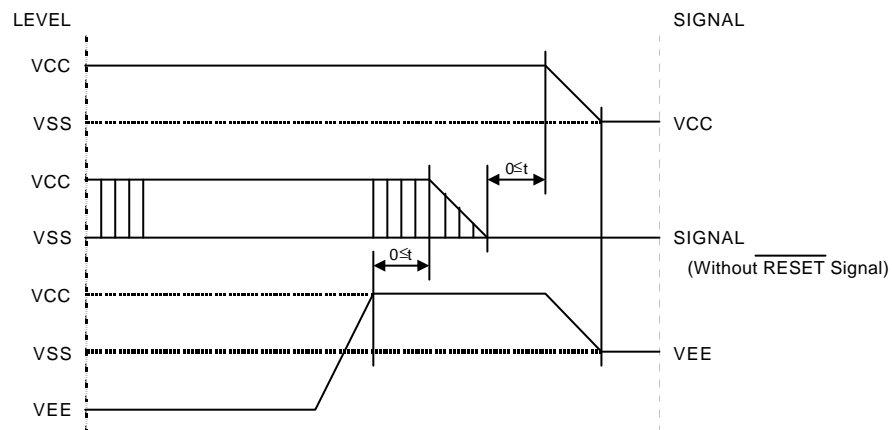 LEVEL SIGNAL
VCC
VSS VCC
0≤t
VCC
VSS SIGNAL
(Without RESET Signal)
0≤t
VCC
VSS VEE
VEE